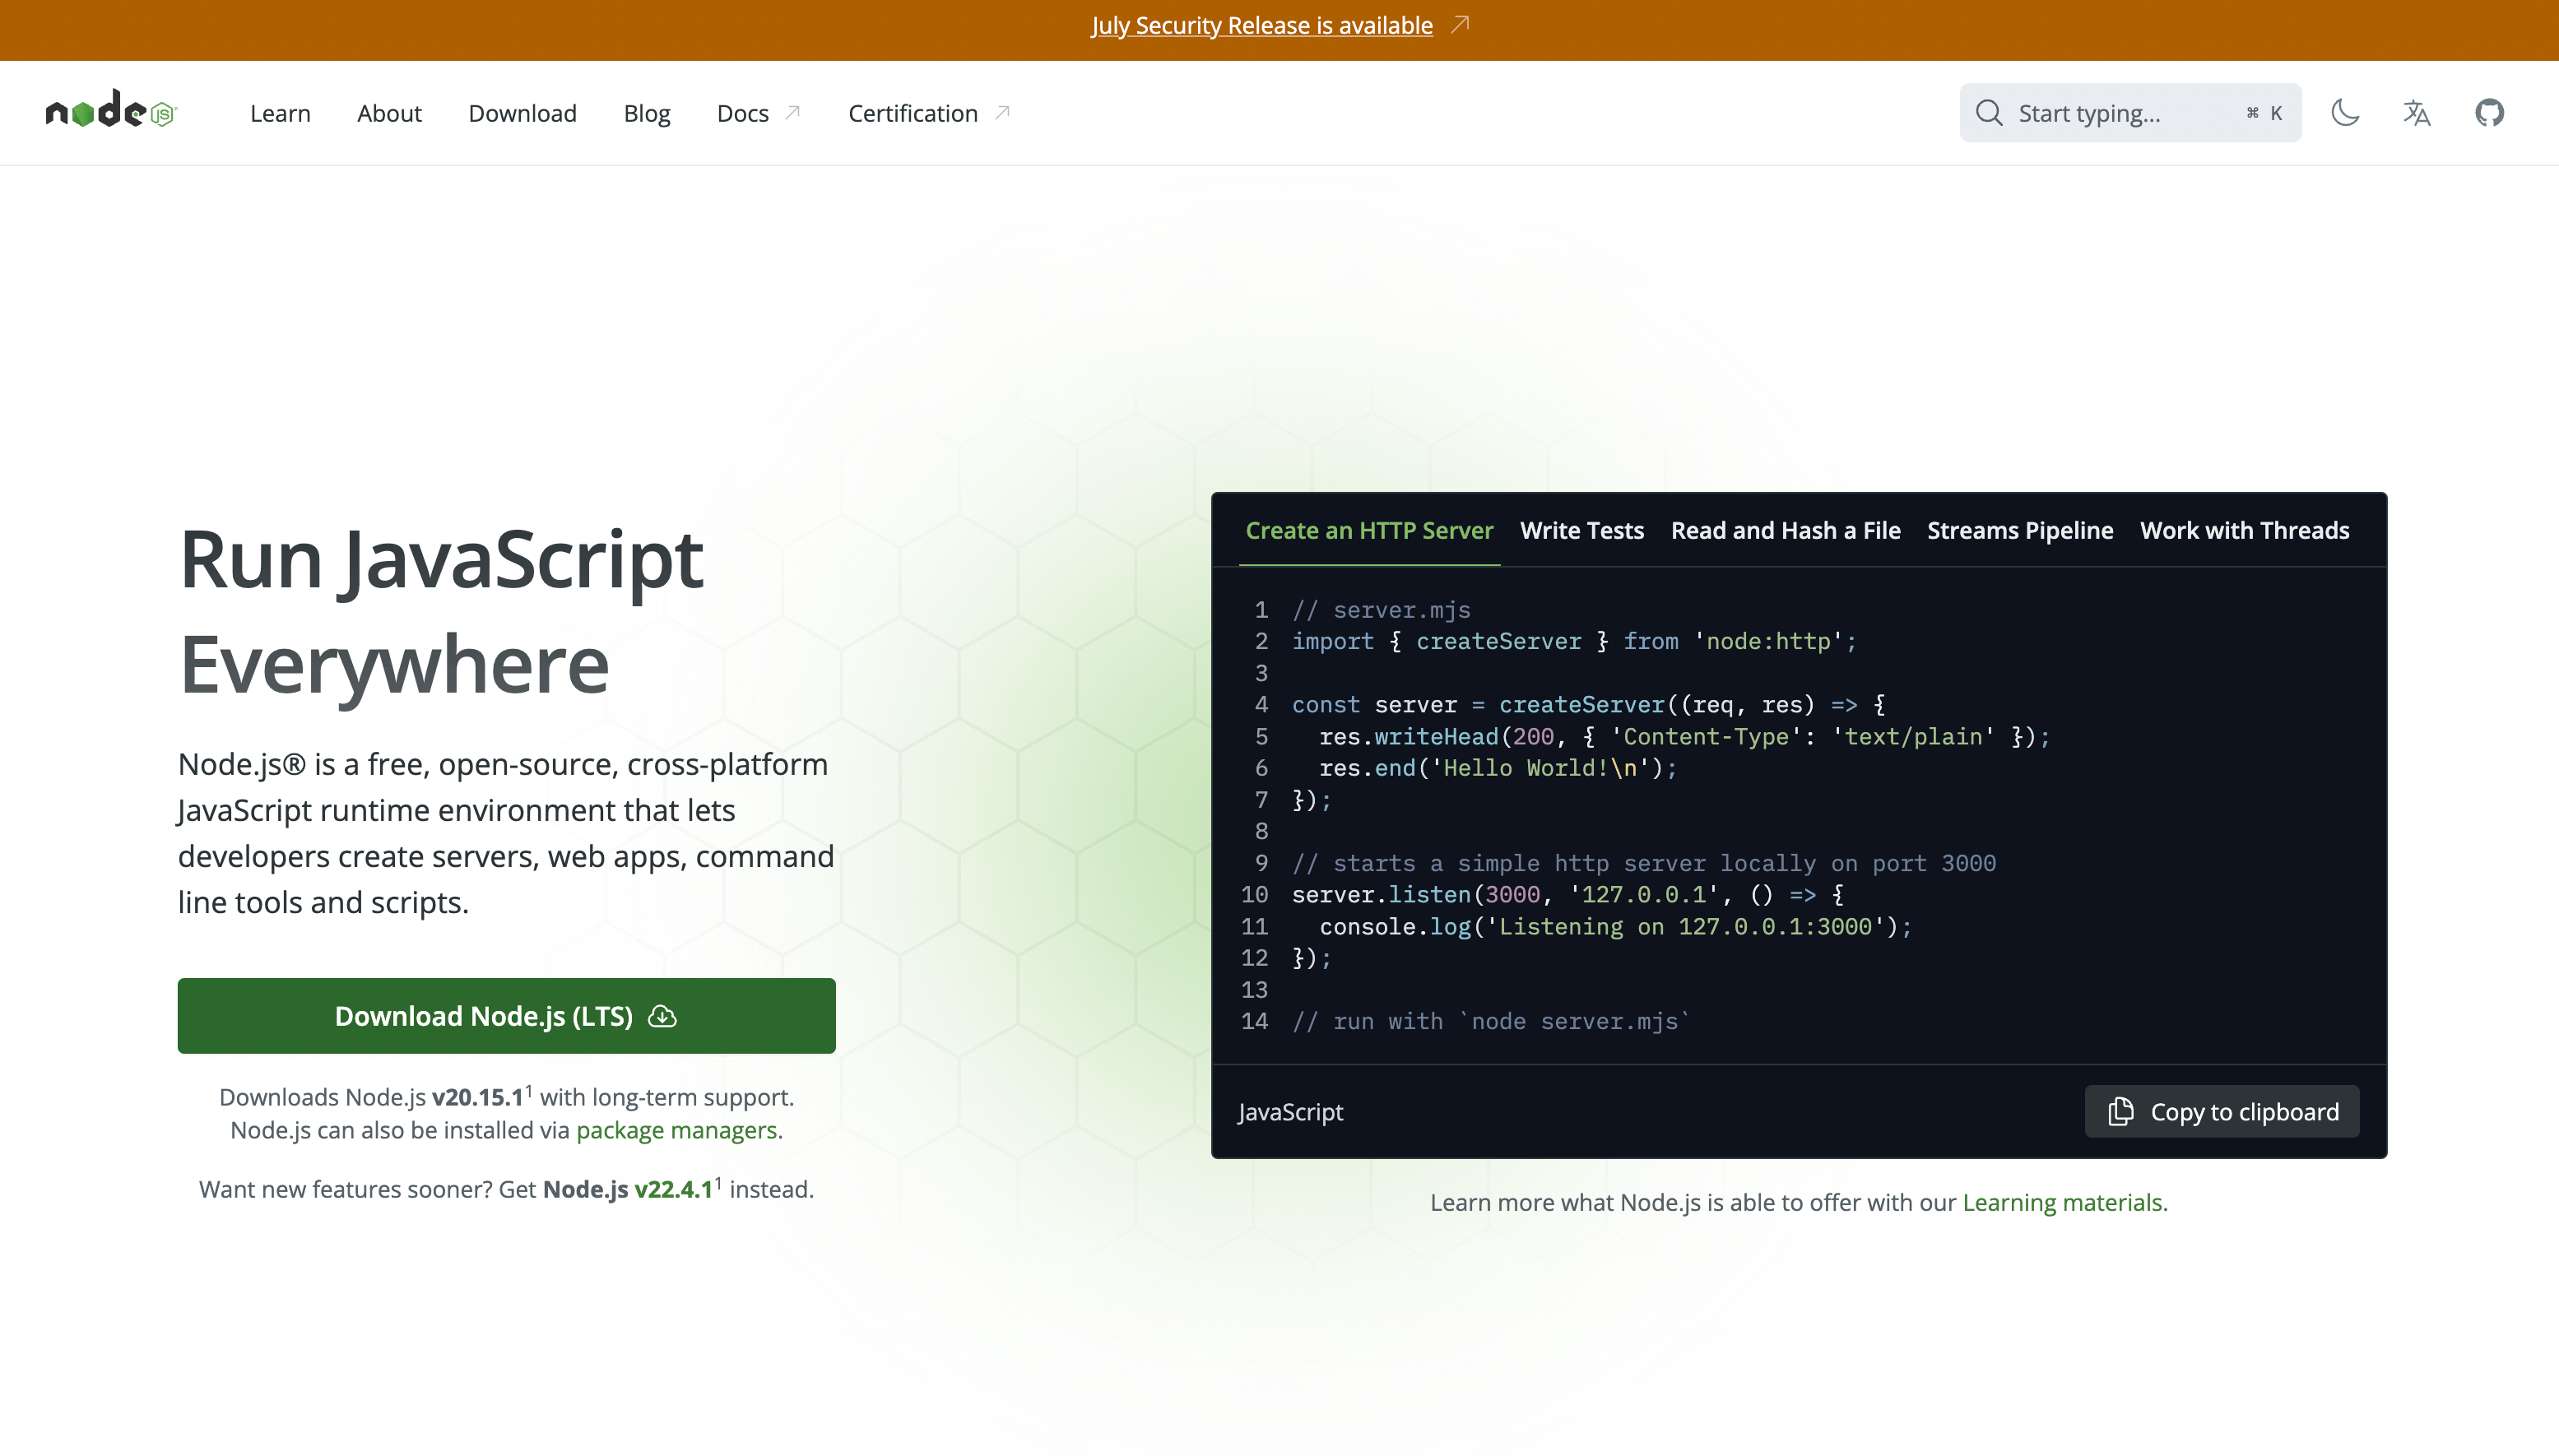 July Security Release is available
node JS
Learn About Download Blog Docs Certification
Start typing... ⌘ K
Run JavaScript
Everywhere
Node.js® is a free, open-source, cross-platform
JavaScript runtime environment that lets
developers create servers, web apps, command
line tools and scripts.
Download Node.js (LTS)
Downloads Node.js v20.15.1¹ with long-term support.
Node.js can also be installed via package managers.
Want new features sooner? Get Node.js v22.4.1¹ instead.
Create an HTTP Server Write Tests Read and Hash a File Streams Pipeline Work with Threads
1 // server.mjs
2 import { createServer } from 'node:http';
3
4 const server = createServer((req, res) => {
5   res.writeHead(200, { 'Content-Type': 'text/plain' });
6   res.end('Hello World!\n');
7 });
8
9 // starts a simple http server locally on port 3000
10 server.listen(3000, '127.0.0.1', () => {
11   console.log('Listening on 127.0.0.1:3000');
12 });
13
14 // run with `node server.mjs`
JavaScript Copy to clipboard
Learn more what Node.js is able to offer with our Learning materials.